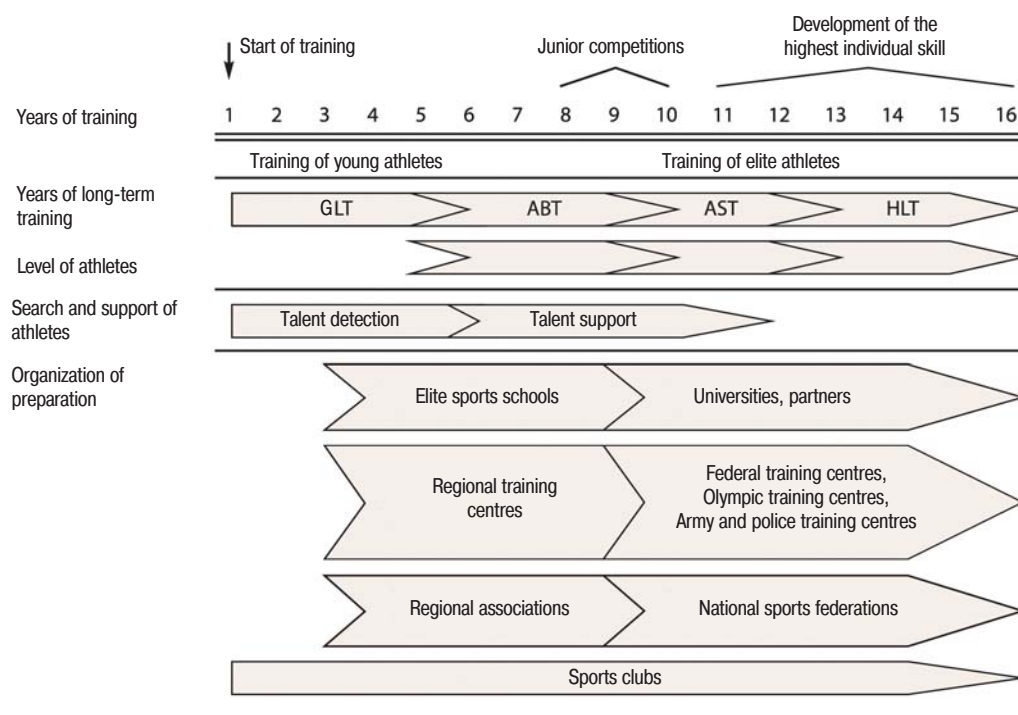 Start of training
Junior competitions
Development of the
highest individual skill
Years of training 1 2 3 4 5 6 7 8 9 10 11 12 13 14 15 16
Training of young athletes Training of elite athletes
Years of long-term
training
GLT ABT AST HLT
Level of athletes
Search and support of
athletes
Talent detection Talent support
Organization of
preparation
Elite sports schools Universities, partners
Regional training
centres
Federal training centres,
Olympic training centres,
Army and police training centres
Regional associations National sports federations
Sports clubs